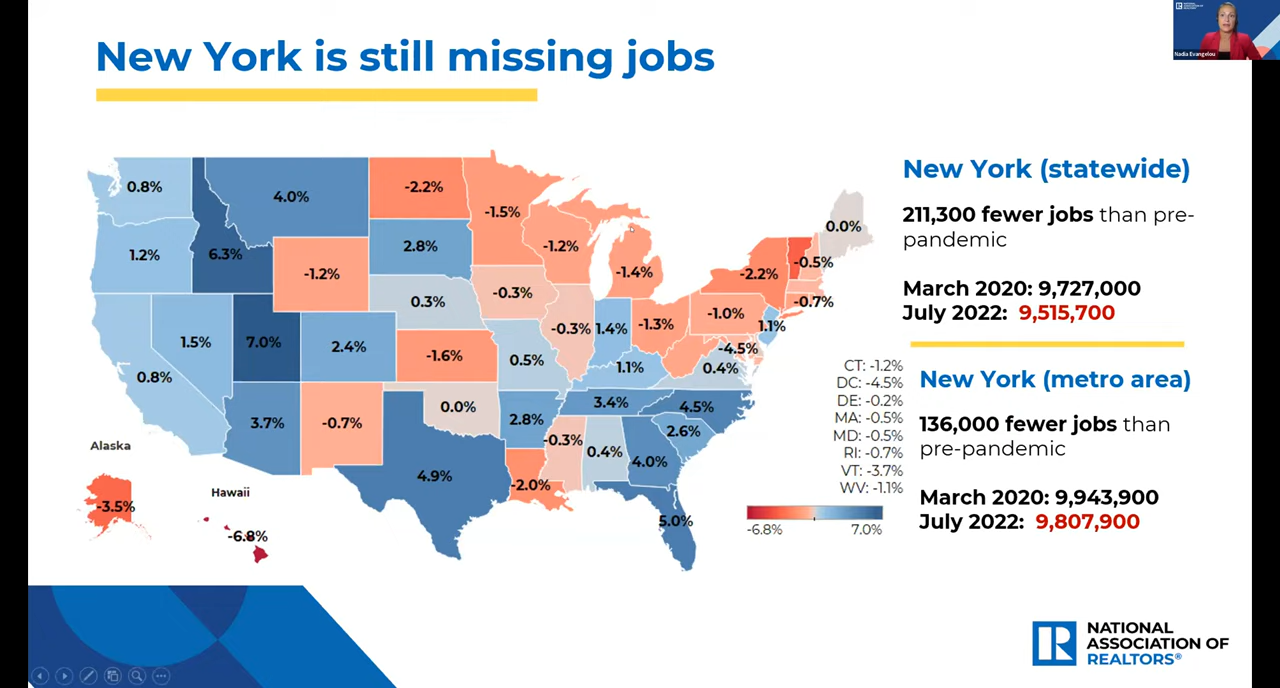 NATIONAL
ASSOCIATION OF
REALTORS®
Nadia Evangelou
New York is still missing jobs
0.8%
4.0%
-2.2%
-1.5%
0.0%
1.2%
6.3%
2.8%
-1.2%
-0.5%
-1.2%
-1.4%
-2.2%
-0.7%
0.3%
-0.3%
-1.0%
1.5%
7.0%
2.4%
-0.3%
1.4%
-1.3%
1.1%
-4.5%
-1.6%
0.5%
1.1%
0.4%
0.8%
3.7%
-0.7%
0.0%
2.8%
3.4%
4.5%
2.6%
-0.3%
0.4%
4.0%
4.9%
-2.0%
5.0%
Alaska
-3.5%
Hawaii
-6.8%
CT: -1.2%
DC: -4.5%
DE: -0.2%
MA: -0.5%
MD: -0.5%
RI: -0.7%
VT: -3.7%
WV: -1.1%
-6.8%
7.0%
New York (statewide)
211,300 fewer jobs than pre-
pandemic
March 2020: 9,727,000
July 2022: 9,515,700
New York (metro area)
136,000 fewer jobs than
pre-pandemic
March 2020: 9,943,900
July 2022: 9,807,900
NATIONAL
ASSOCIATION OF
REALTORS®